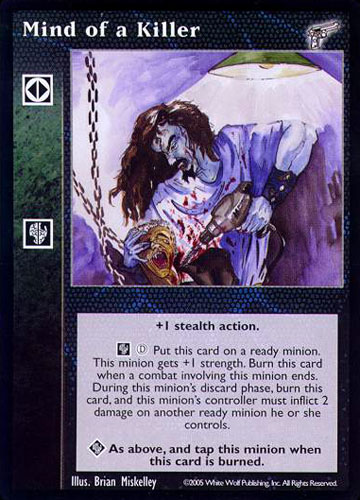 Mind of a Killer
+1 stealth action.
D Put this card on a ready minion.
This minion gets +1 strength. Burn this card
when a combat involving this minion ends.
During this minion's discard phase, burn this
card, and this minion's controller must inflict 2
damage on another ready minion he or she
controls.
As above, and tap this minion when
this card is burned.
Illus. Brian Miskelley ©2005 White Wolf Publishing, Inc. All Rights Reserved.